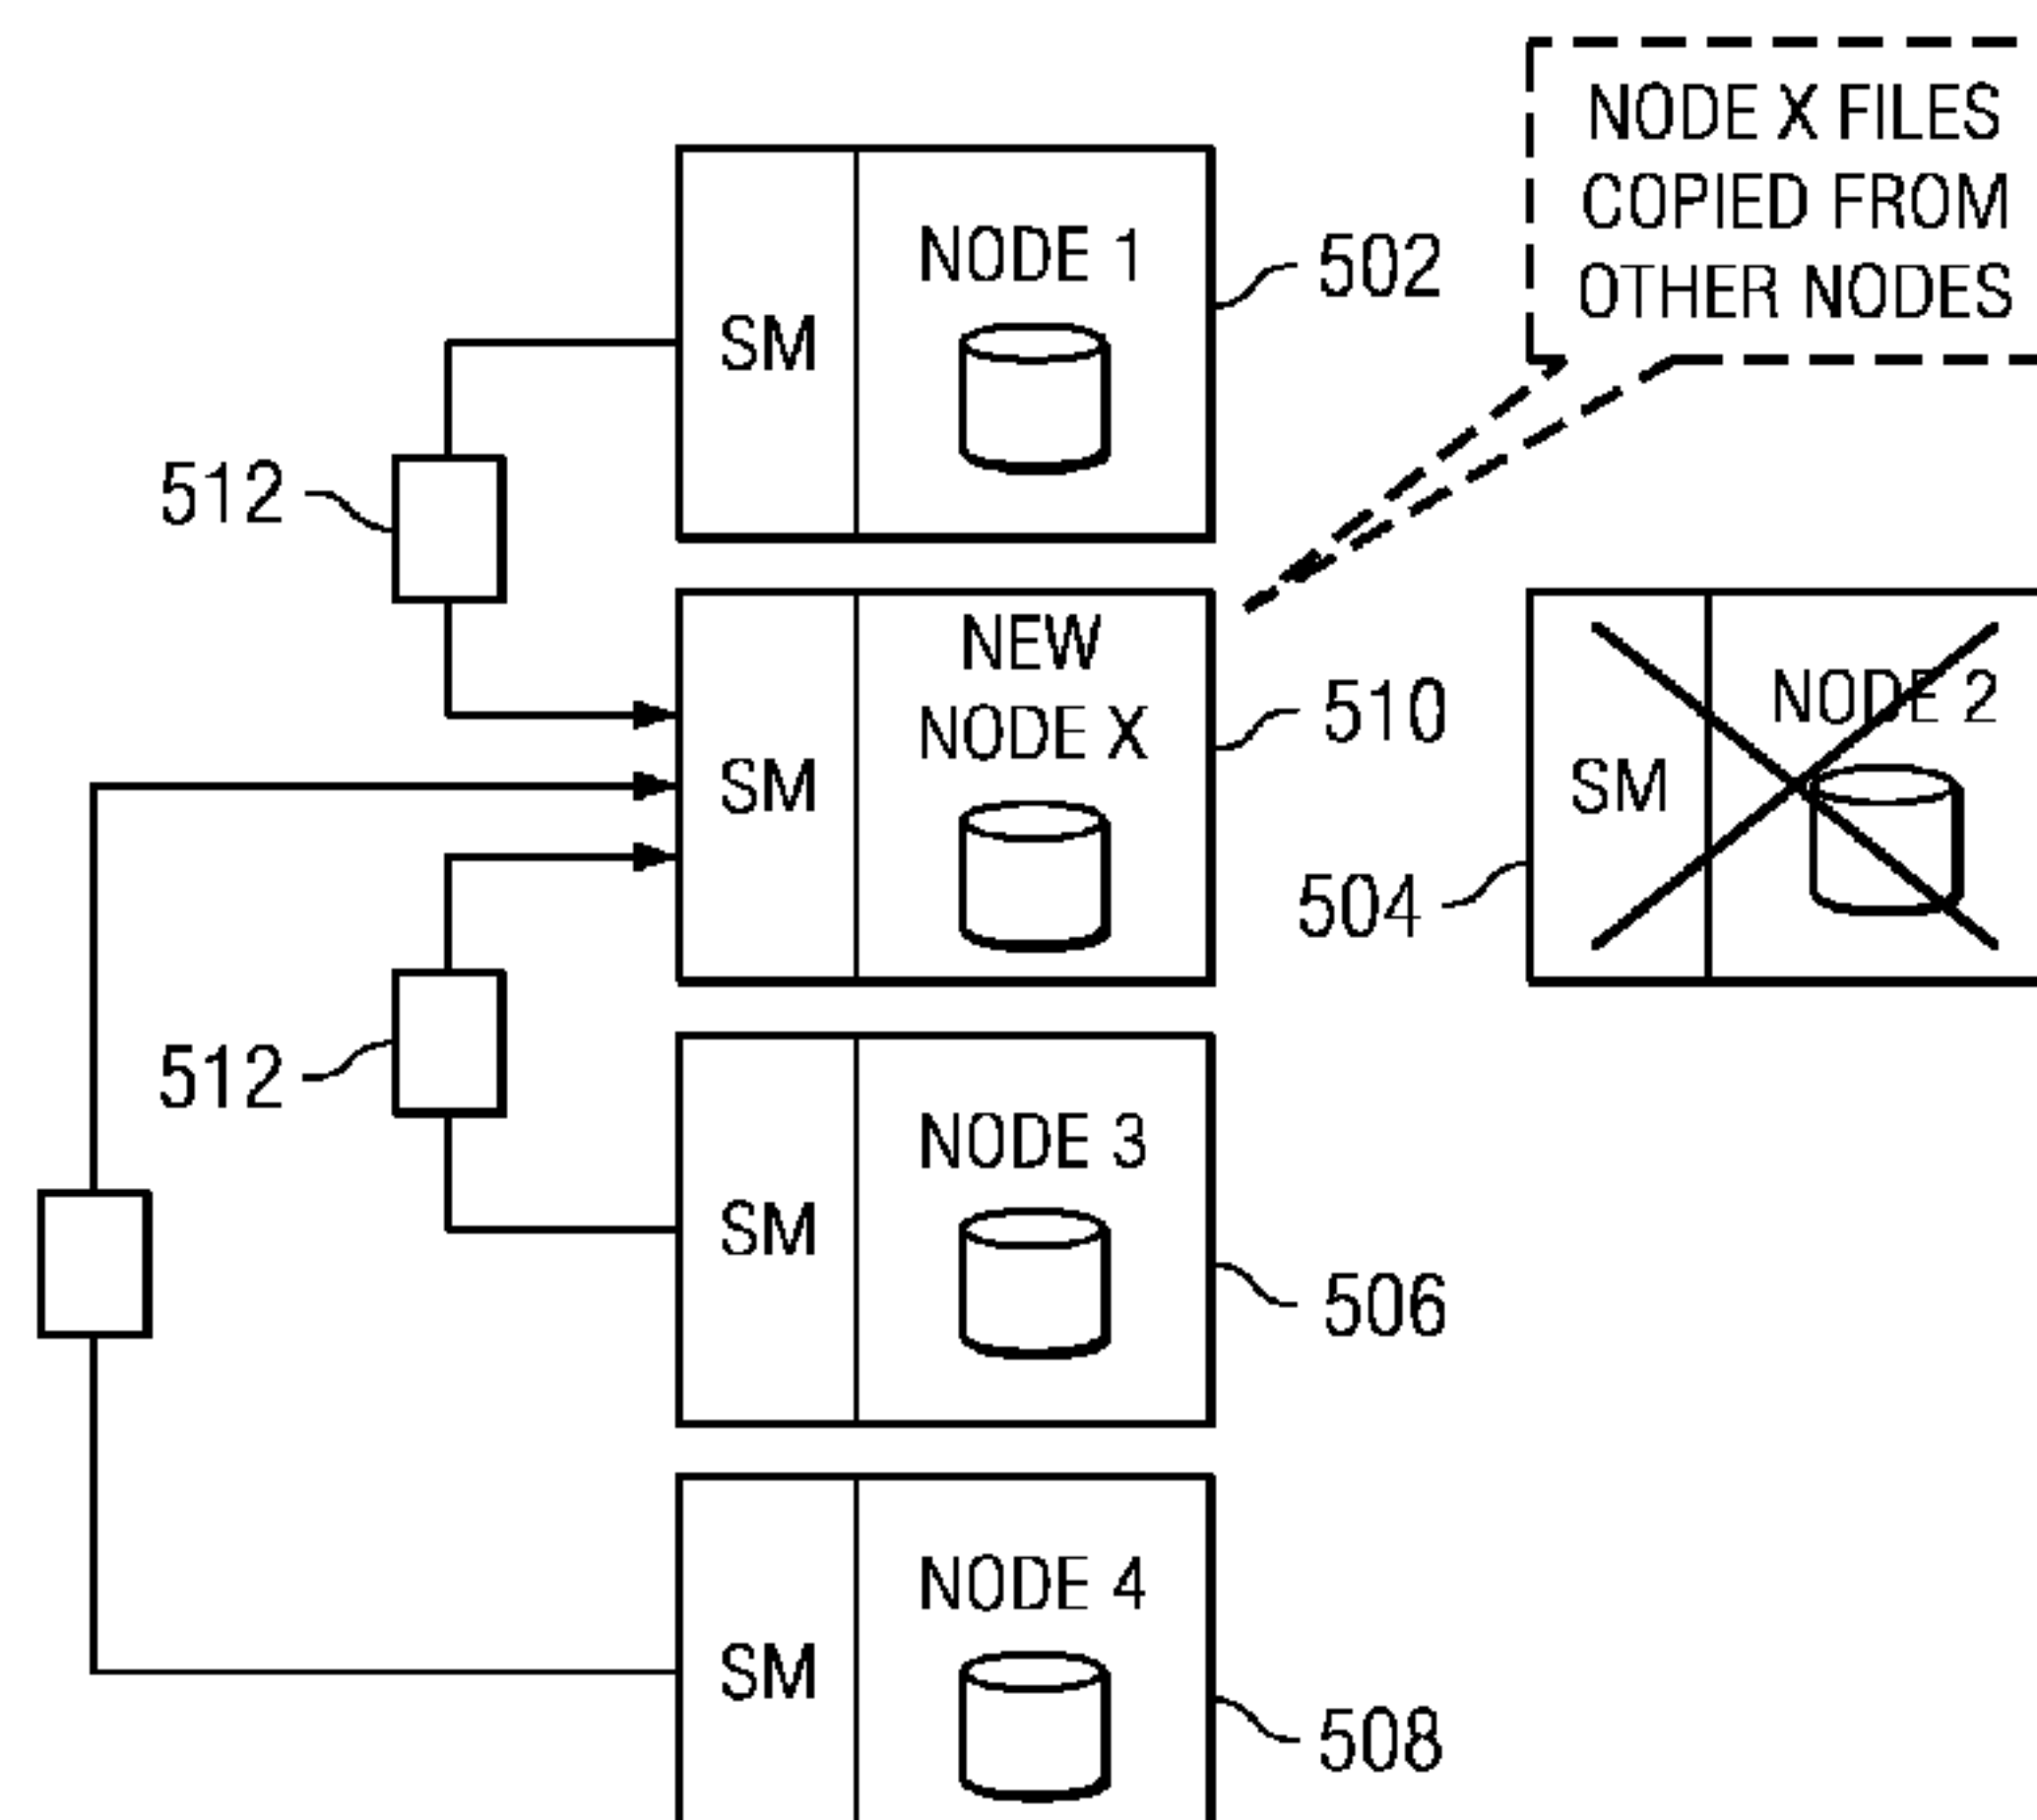 NODE X FILES
COPIED FROM
OTHER NODES
NODE 1
502
SM
512
NEW
NODE X
510
SM
NODE 2
SM
504
512
NODE 3
SM
506
NODE 4
SM
508